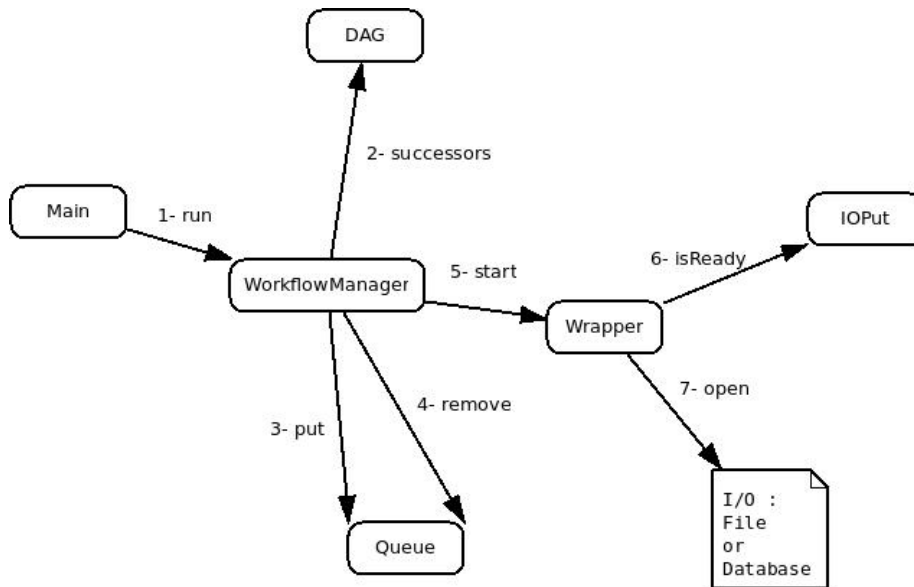 DAG
2- successors
Main
1- run
IOPut
6- isReady
5- start
WorkflowManager
Wrapper
7- open
4- remove
3- put
I/O :
File
or
Database
Queue